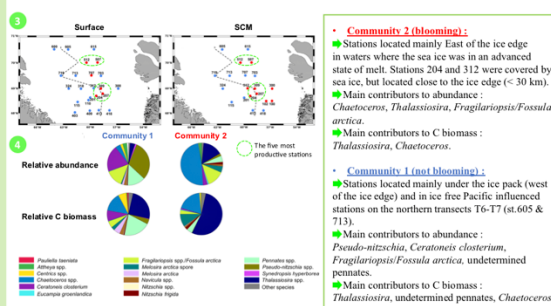 3
Surface
SCM
4
Community 1
Community 2
The five most
productive stations
Relative abundance
Relative C biomass
Pauliella taeniata
Attheya spp.
Centrics spp.
Chaetoceros spp.
Ceratoneis closterium
Eucampia groenlandica
Fragilariopsis spp./Fossula arctica
Melosira arctica spore
Melosira arctica
Navicula spp.
Nitzschia spp.
Nitzschia frigida
Pennates spp.
Pseudo-nitzschia spp.
Synedropsis hyperborea
Thalassiosira spp.
Other species
• Community 2 (blooming) :
Stations located mainly East of the ice edge
in waters where the sea ice was in an advanced
state of melt. Stations 204 and 312 were covered by
sea ice, but located close to the ice edge (< 30 km).
Main contributors to abundance :
Chaetoceros, Thalassiosira, Fragilariopsis/Fossula
arctica.
Main contributors to C biomass :
Thalassiosira, Chaetoceros.
• Community 1 (not blooming) :
Stations located mainly under the ice pack (west
of the ice edge) and in ice free Pacific influenced
stations on the northern transects T6-T7 (st.605 &
713).
Main contributors to abundance :
Pseudo-nitzschia, Ceratoneis closterium,
Fragilariopsis/Fossula arctica, undetermined
pennates.
Main contributors to C biomass :
Thalassiosira, undetermined pennates, Chaetoceros